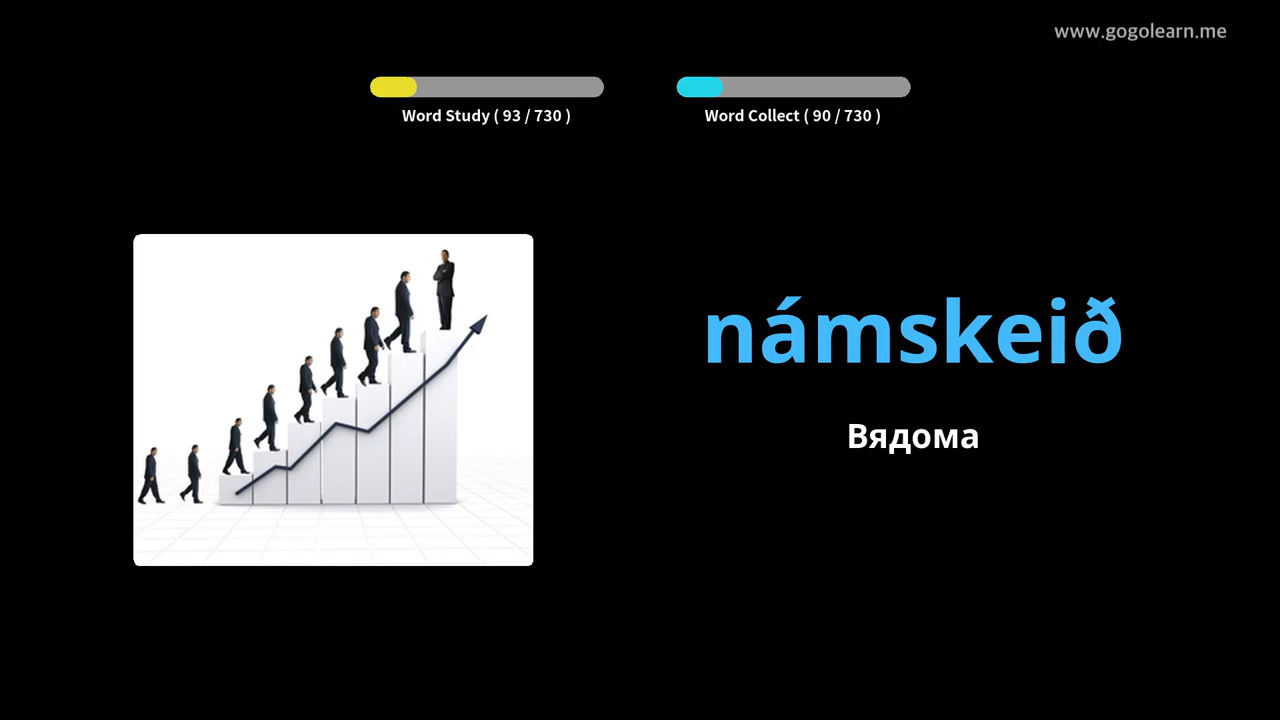 www.gogolearn.me
Word Study ( 93 / 730 )
Word Collect ( 90 / 730 )
námskeið
Вядома